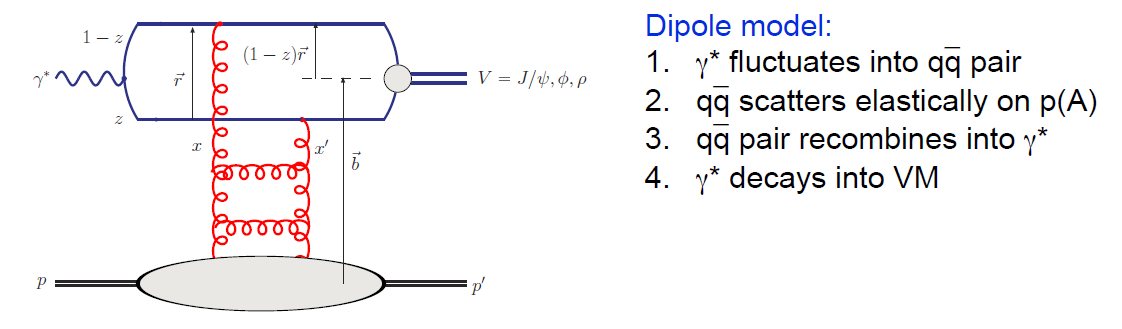 Dipole model:
1 − z
(1 − z)r⃗
1. γ* fluctuates into qq̅ pair
γ*
r⃗
V = J/ψ, ϕ, ρ
2. qq̅ scatters elastically on p(A)
z
x
x′
b⃗
3. qq̅ pair recombines into γ*
4. γ* decays into VM
p
p′